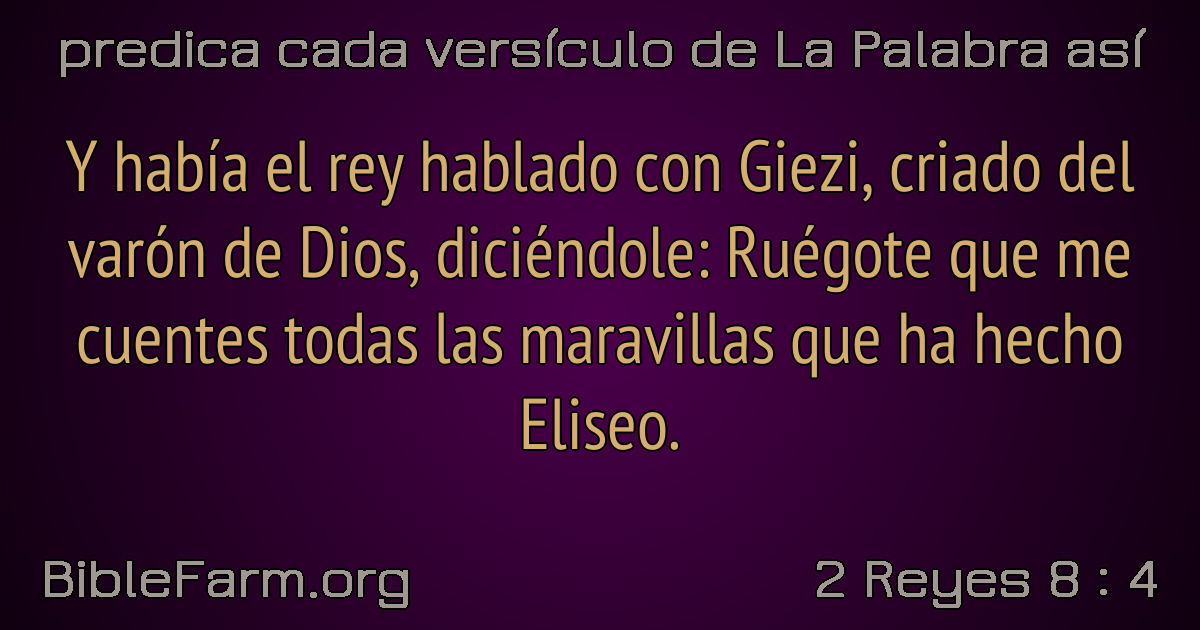 predica cada versículo de La Palabra así
Y había el rey hablado con Giezi, criado del
varón de Dios, diciéndole: Ruégote que me
cuentes todas las maravillas que ha hecho
Eliseo.
BibleFarm.org
2 Reyes 8 : 4